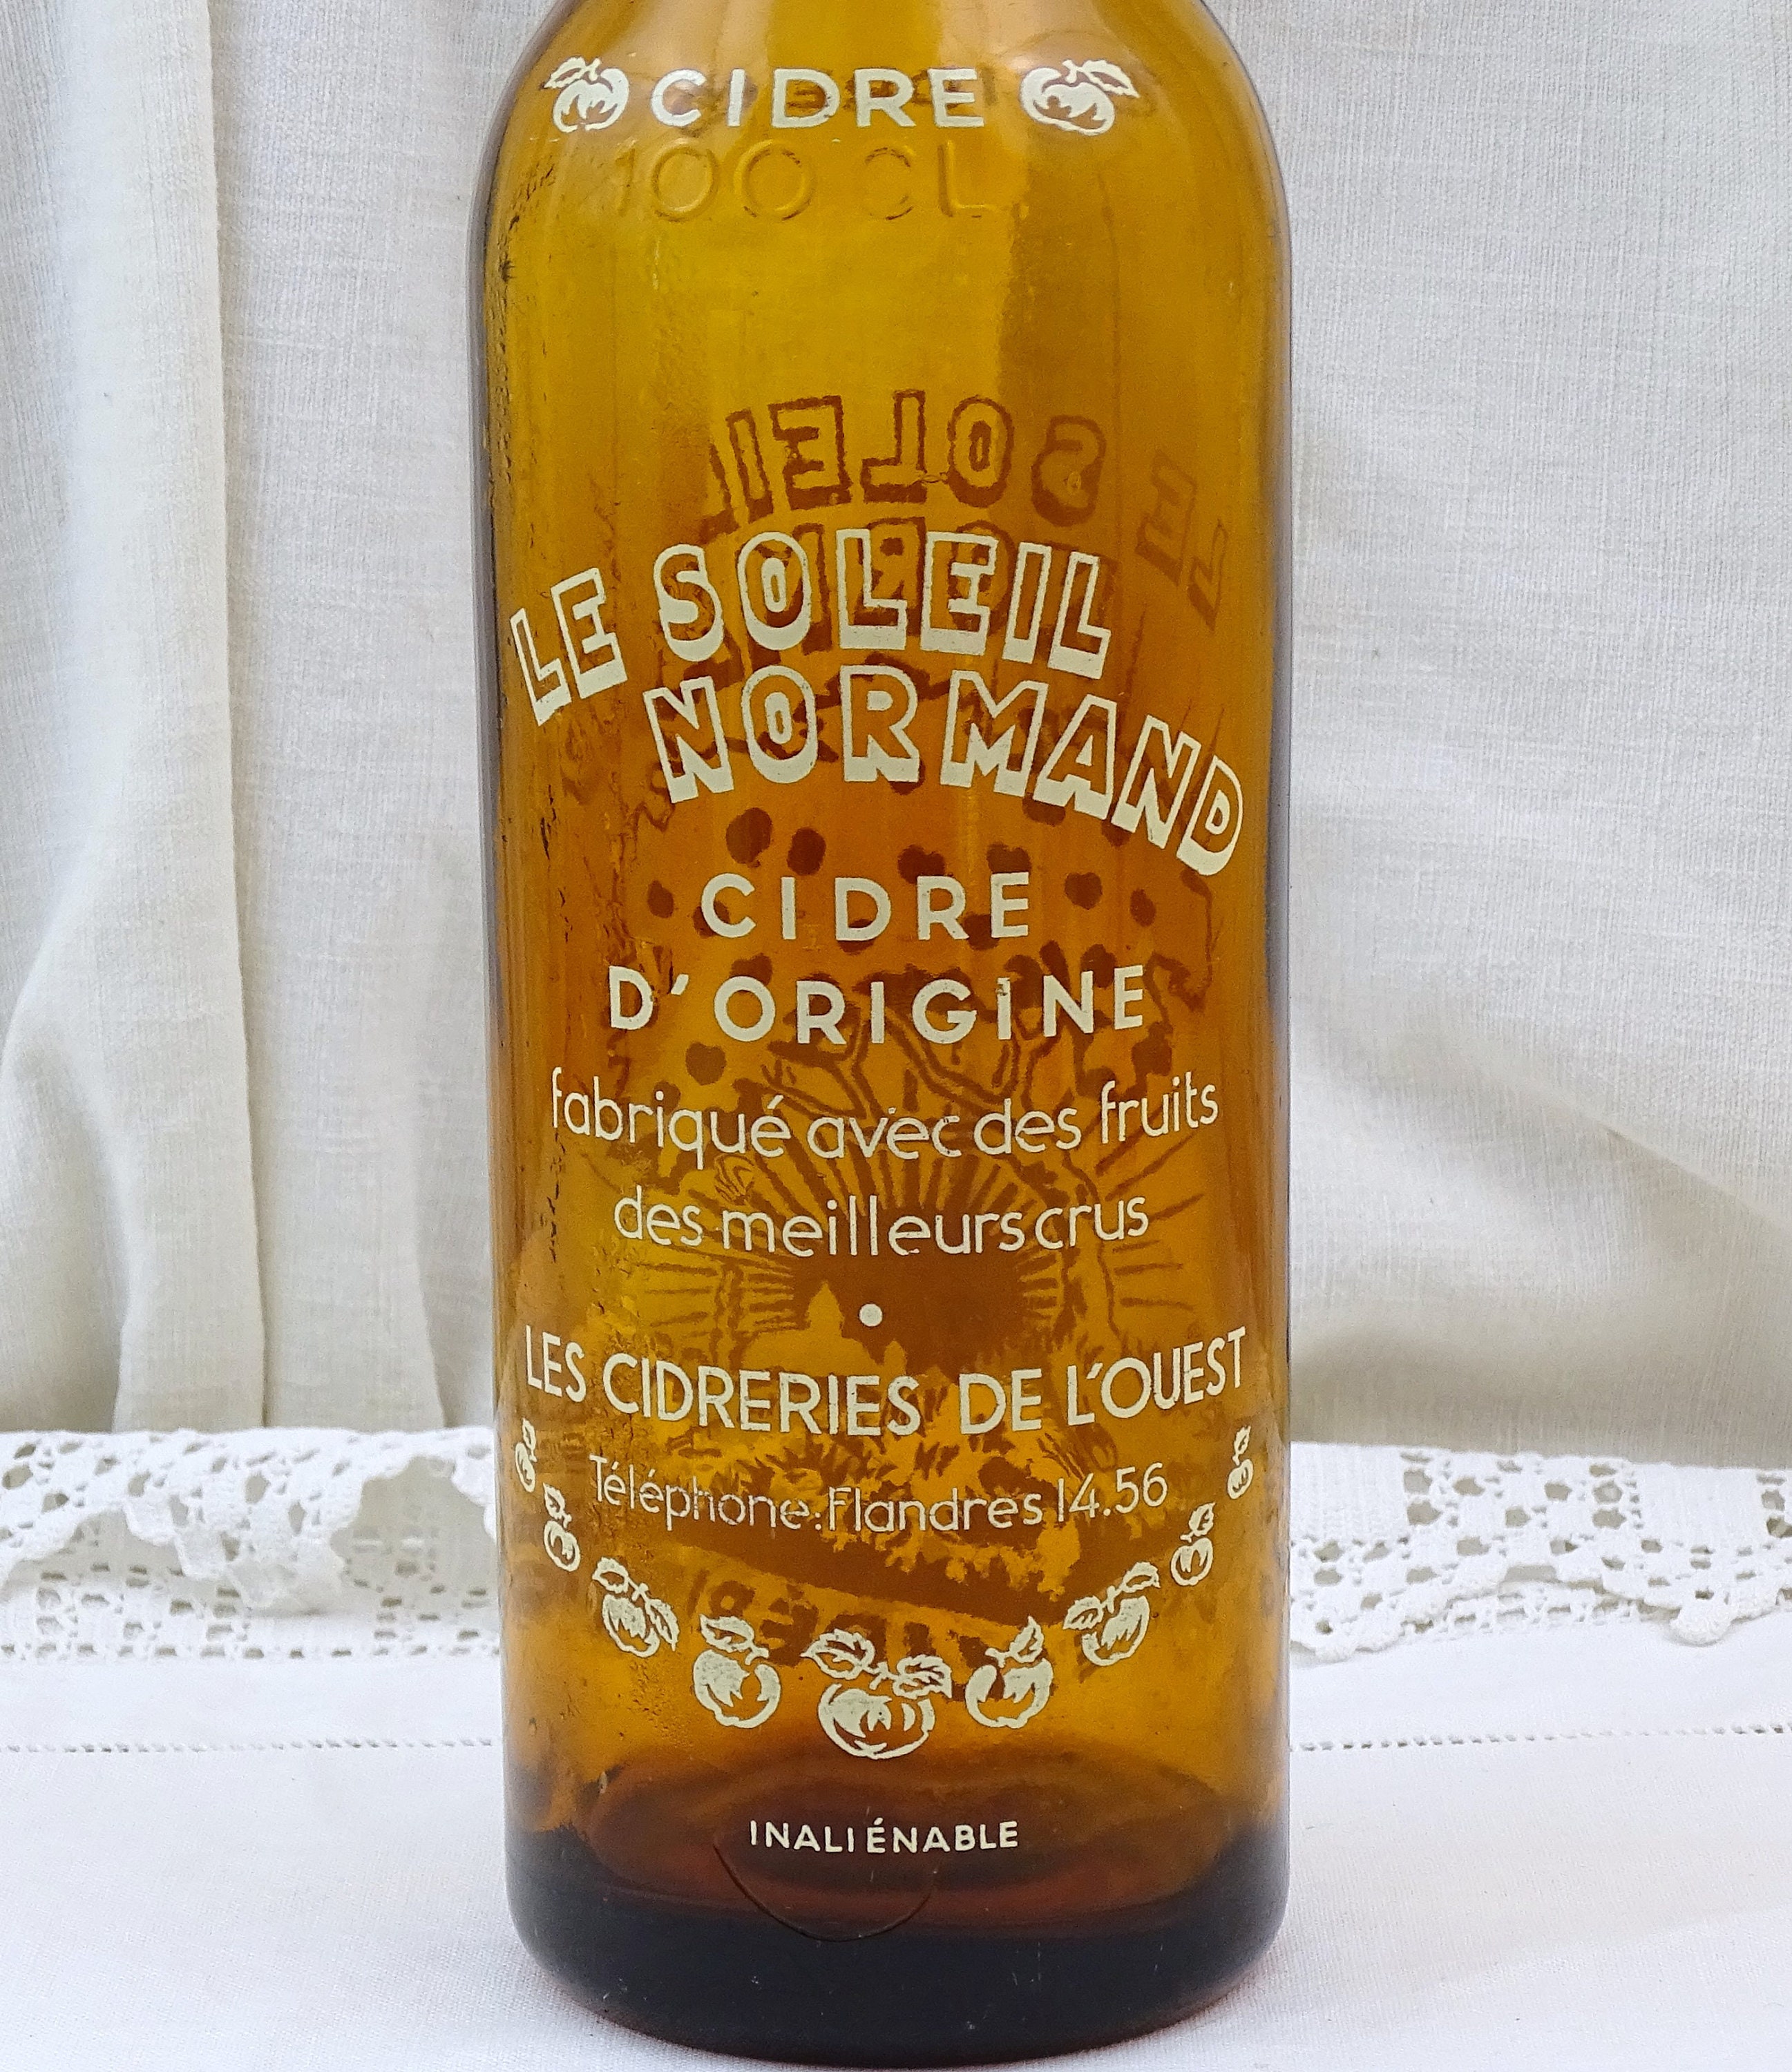 CIDRE
100 CL
LE SOLEIL
NORMAND
CIDRE
D'ORIGINE
fabriqué avec des fruits
des meilleurs crus
LES CIDRERIES DE L'OUEST
Téléphone: Flandres 14.56
INALIÉNABLE